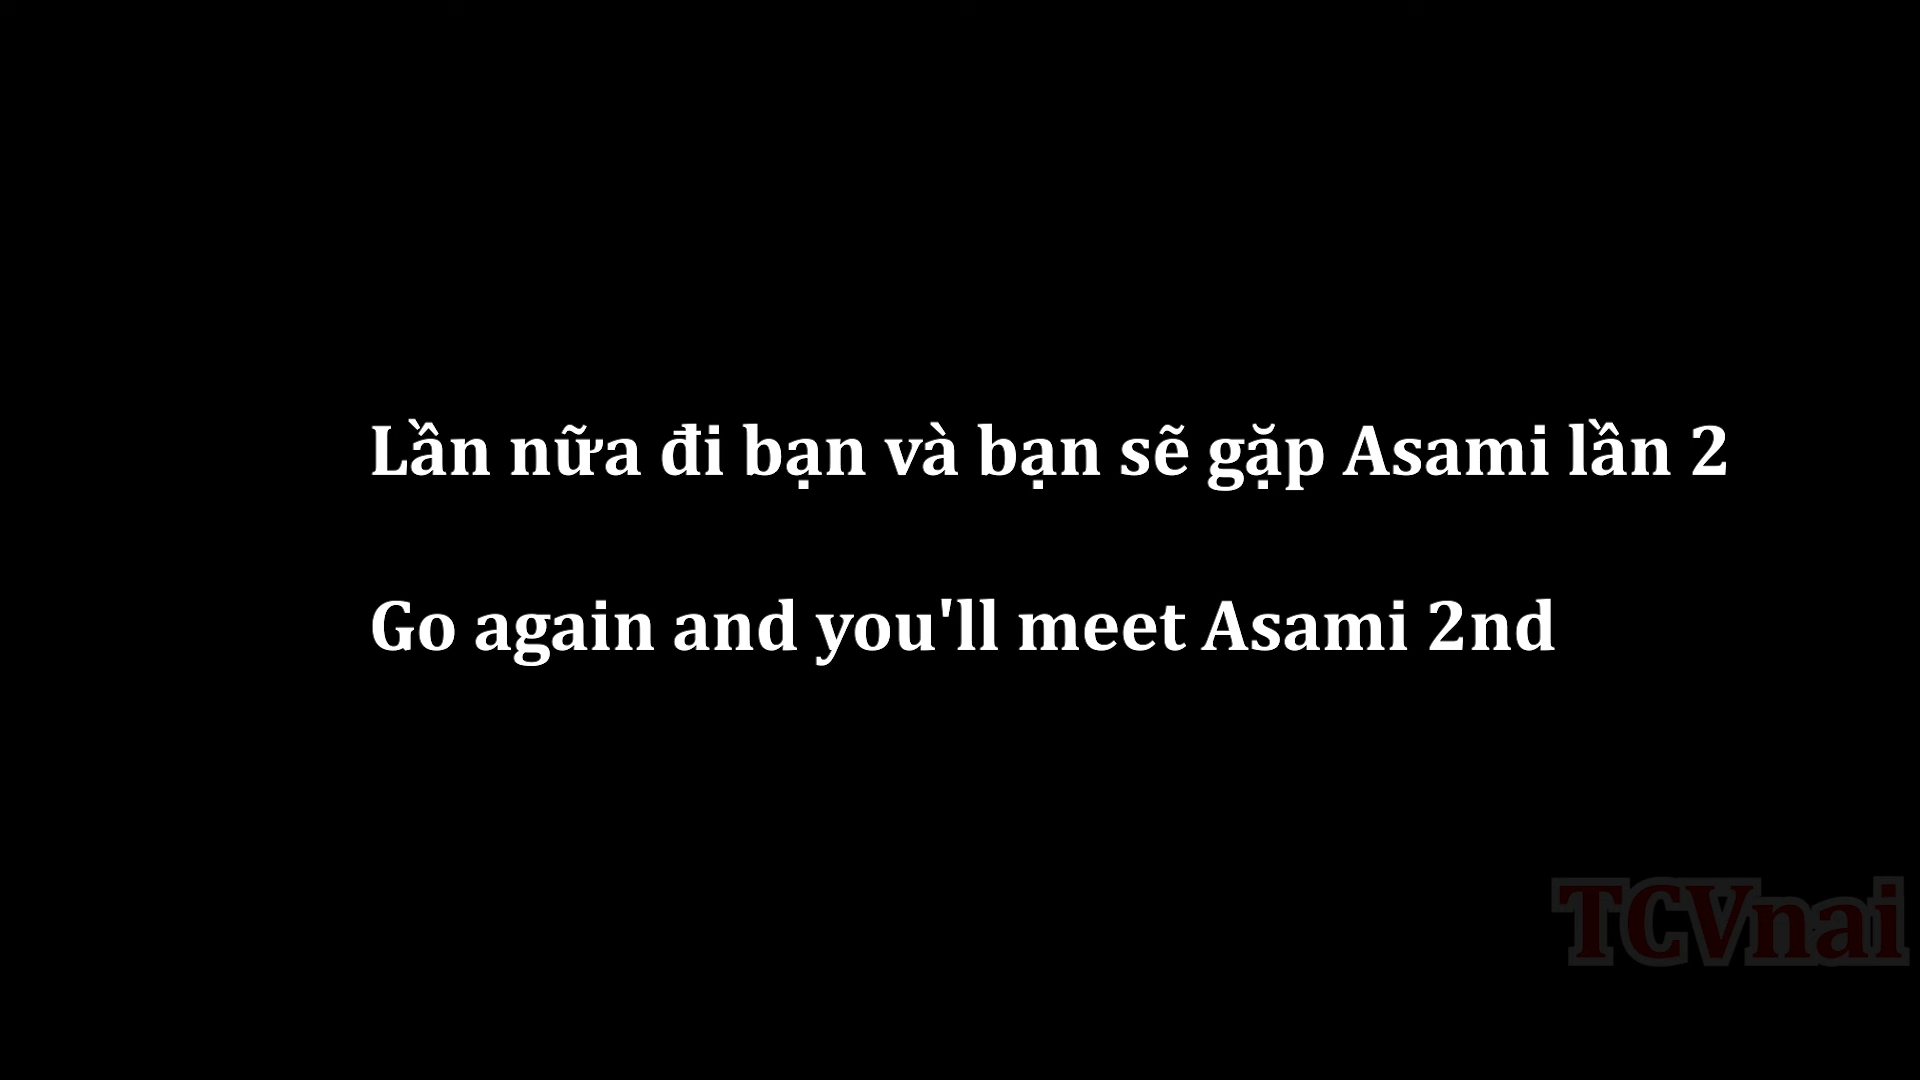 Lần nữa đi bạn và bạn sẽ gặp Asami lần 2
Go again and you'll meet Asami 2nd
TCVnai